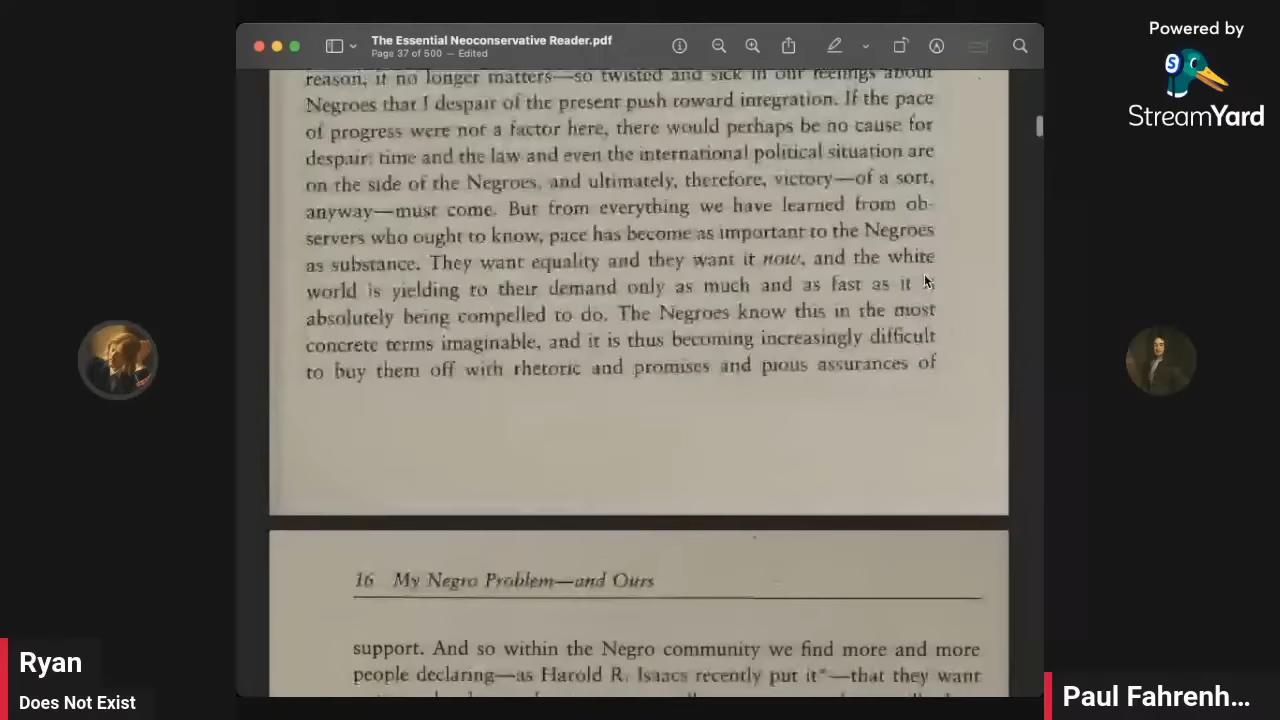 Powered by
StreamYard
The Essential Neoconservative Reader.pdf
Page 37 of 500 — Edited
reason, it no longer matters—so twisted and sick in our feelings about
Negroes that I despair of the present push toward integration. If the pace
of progress were not a factor here, there would perhaps be no cause for
despair: time and the law and even the international political situation are
on the side of the Negroes, and ultimately, therefore, victory—of a sort,
anyway—must come. But from everything we have learned from ob-
servers who ought to know, pace has become as important to the Negroes
as substance. They want equality and they want it now, and the white
world is yielding to their demand only as much and as fast as it
absolutely being compelled to do. The Negroes know this in the most
concrete terms imaginable, and it is thus becoming increasingly difficult
to buy them off with rhetoric and promises and pious assurances of
16 My Negro Problem—and Ours
support. And so within the Negro community we find more and more
people declaring—as Harold R. Isaacs recently put it*—that they want
Ryan
Does Not Exist
Paul Fahrenh...